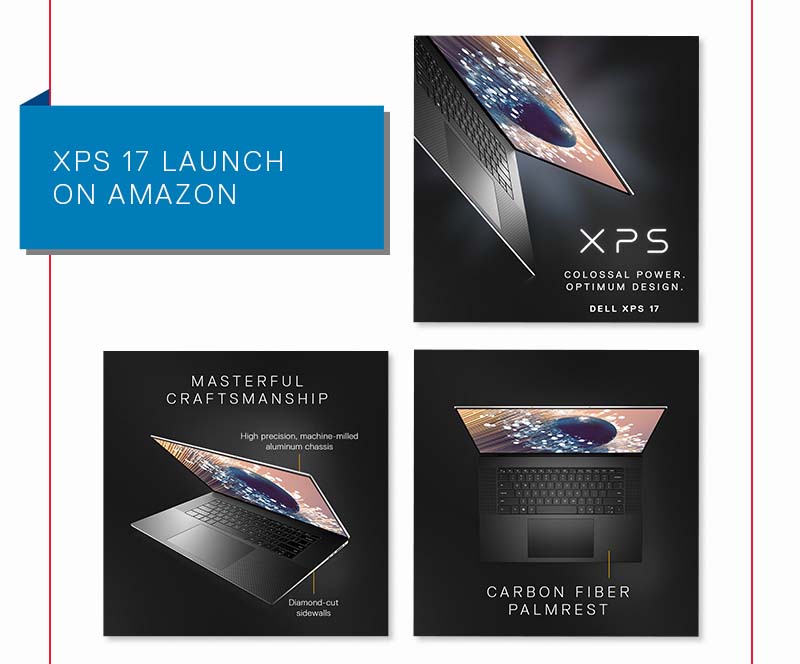 XPS 17 LAUNCH
ON AMAZON
XPS
COLOSSAL POWER.
OPTIMUM DESIGN.
DELL XPS 17
MASTERFUL
CRAFTSMANSHIP
High precision, machine-milled
aluminum chassis
Diamond-cut
sidewalls
CARBON FIBER
PALMREST